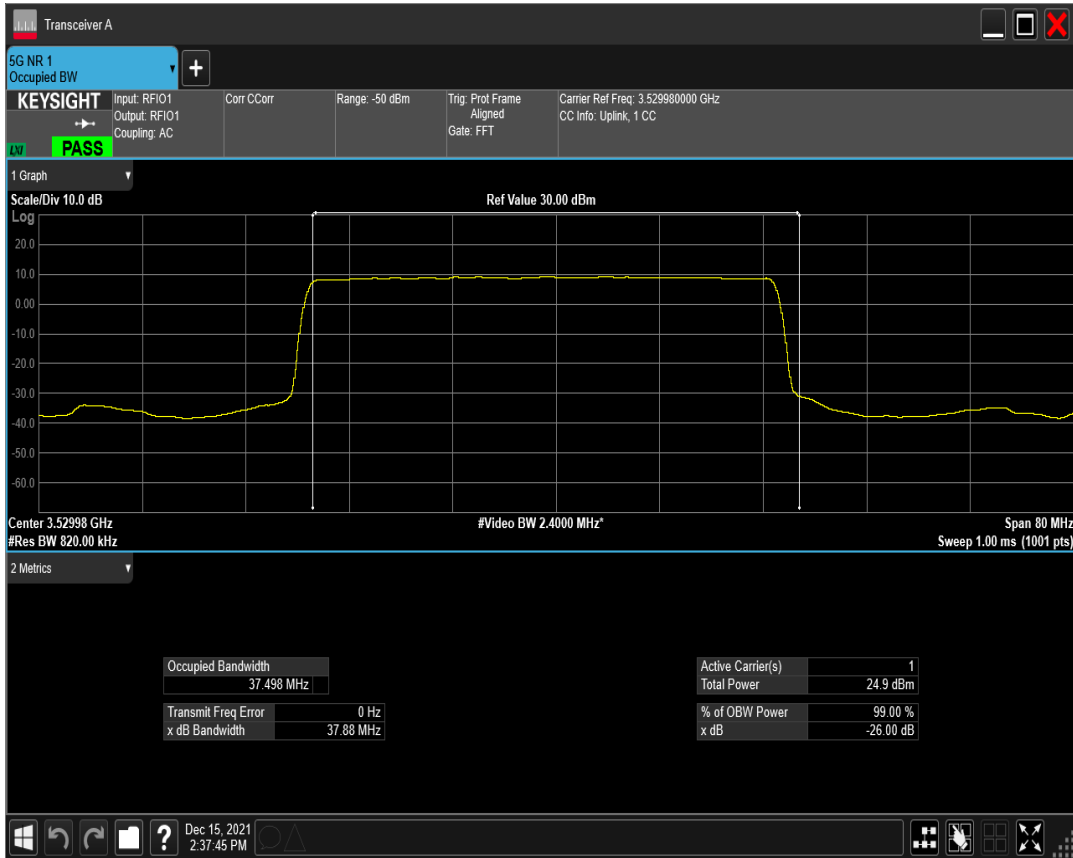 Transceiver A
5G NR 1
Occupied BW
KEYSIGHT
LXI
PASS
Input: RFIO1
Output: RFIO1
Coupling: AC
Corr CCorr
Range: -50 dBm
Trig: Prot Frame
Aligned
Gate: FFT
Carrier Ref Freq: 3.529980000 GHz
CC Info: Uplink, 1 CC
1 Graph
Scale/Div 10.0 dB
Ref Value 30.00 dBm
Log
20.0
10.0
0.00
-10.0
-20.0
-30.0
-40.0
-50.0
-60.0
Center 3.52998 GHz
#Video BW 2.4000 MHz*
Span 80 MHz
#Res BW 820.00 kHz
Sweep 1.00 ms (1001 pts)
2 Metrics
Occupied Bandwidth
37.498 MHz
Transmit Freq Error 0 Hz
x dB Bandwidth 37.88 MHz
Active Carrier(s) 1
Total Power 24.9 dBm
% of OBW Power 99.00 %
x dB -26.00 dB
Dec 15, 2021
2:37:45 PM